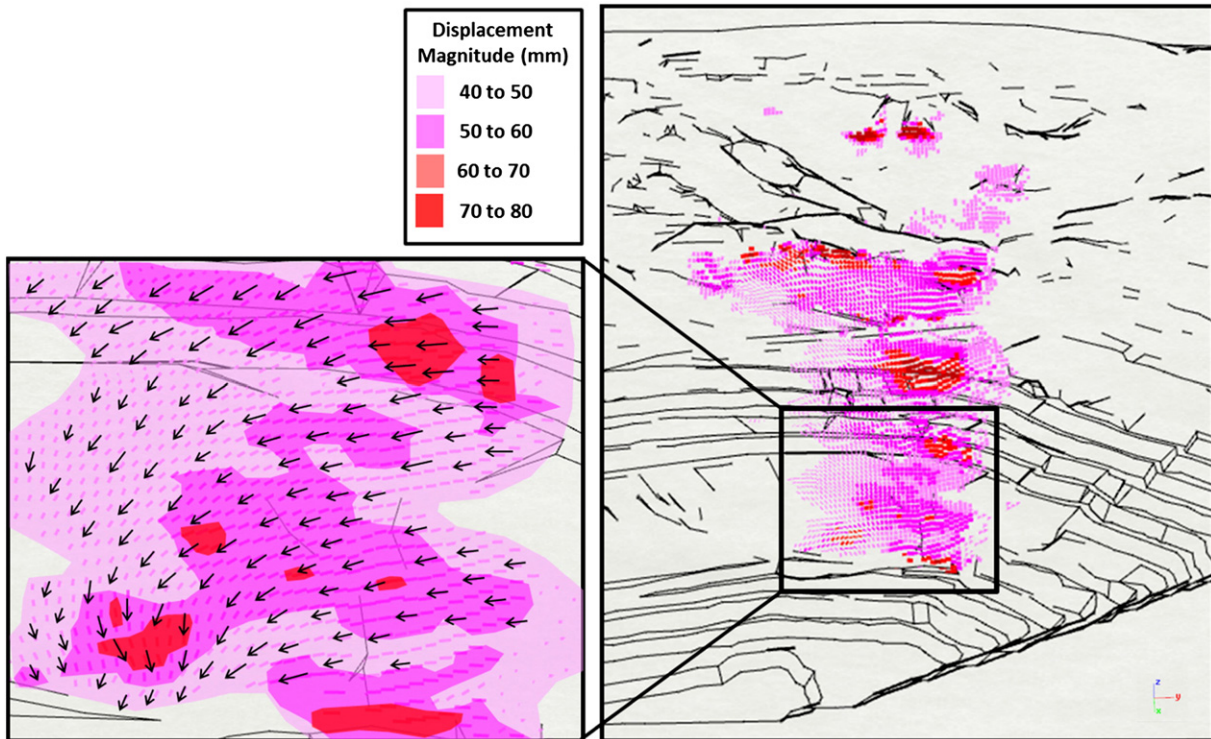 Displacement
Magnitude (mm)
40 to 50
50 to 60
60 to 70
70 to 80
z
y
x